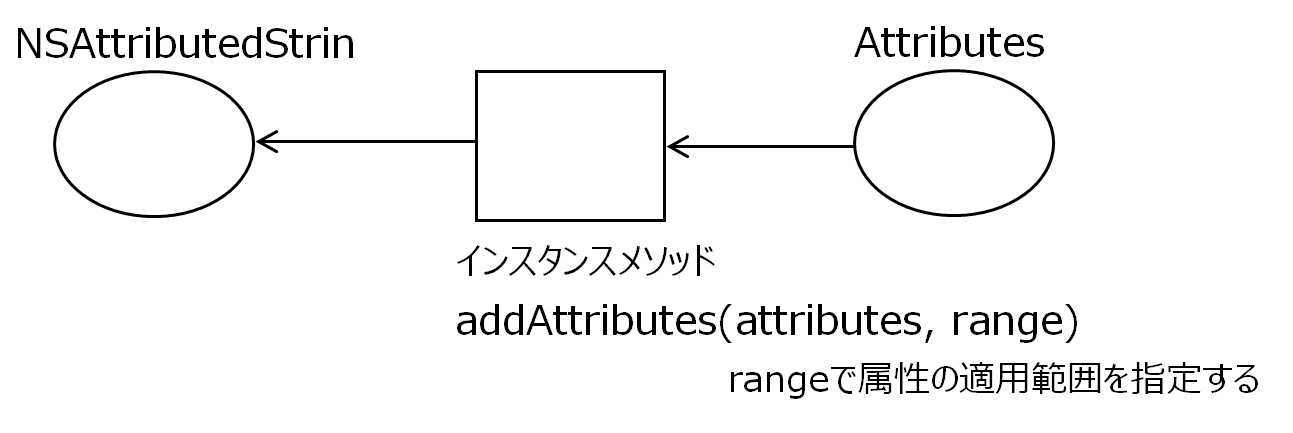 NSAttributedStrin
Attributes
インスタンスメソッド
addAttributes(attributes, range)
rangeで属性の適用範囲を指定する